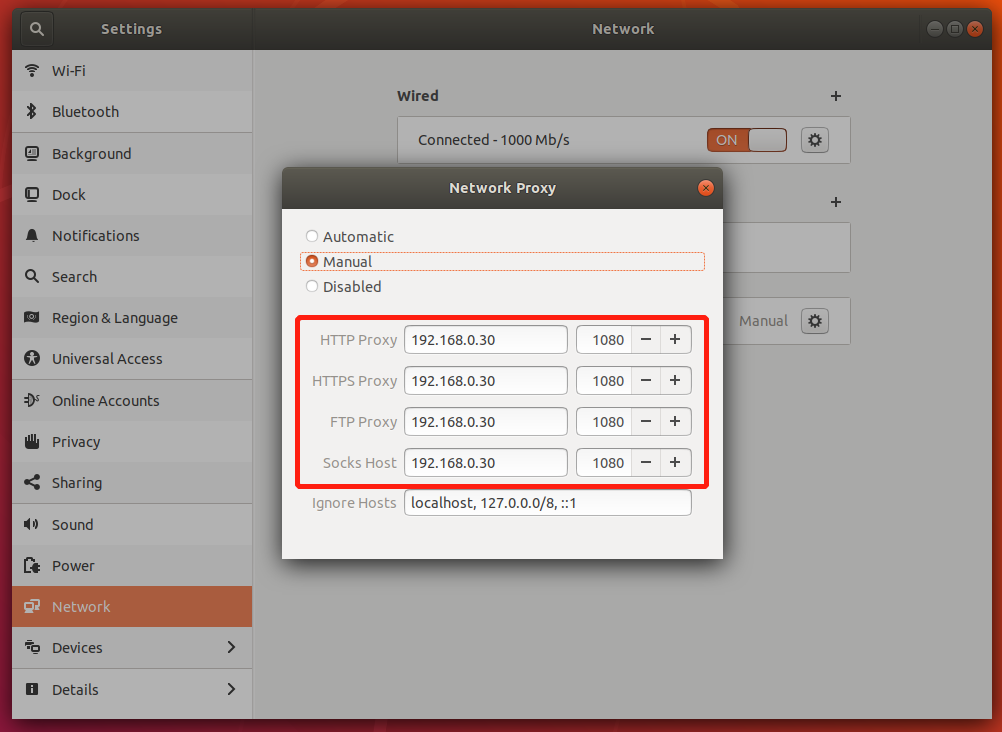 Settings
Network
Wi-Fi
Bluetooth
Background
Dock
Notifications
Search
Region & Language
Universal Access
Online Accounts
Privacy
Sharing
Sound
Power
Network
Devices
Details
Wired
Connected - 1000 Mb/s
ON
Manual
Network Proxy
Automatic
Manual
Disabled
HTTP Proxy 192.168.0.30 1080
HTTPS Proxy 192.168.0.30 1080
FTP Proxy 192.168.0.30 1080
Socks Host 192.168.0.30 1080
Ignore Hosts localhost, 127.0.0.0/8, ::1